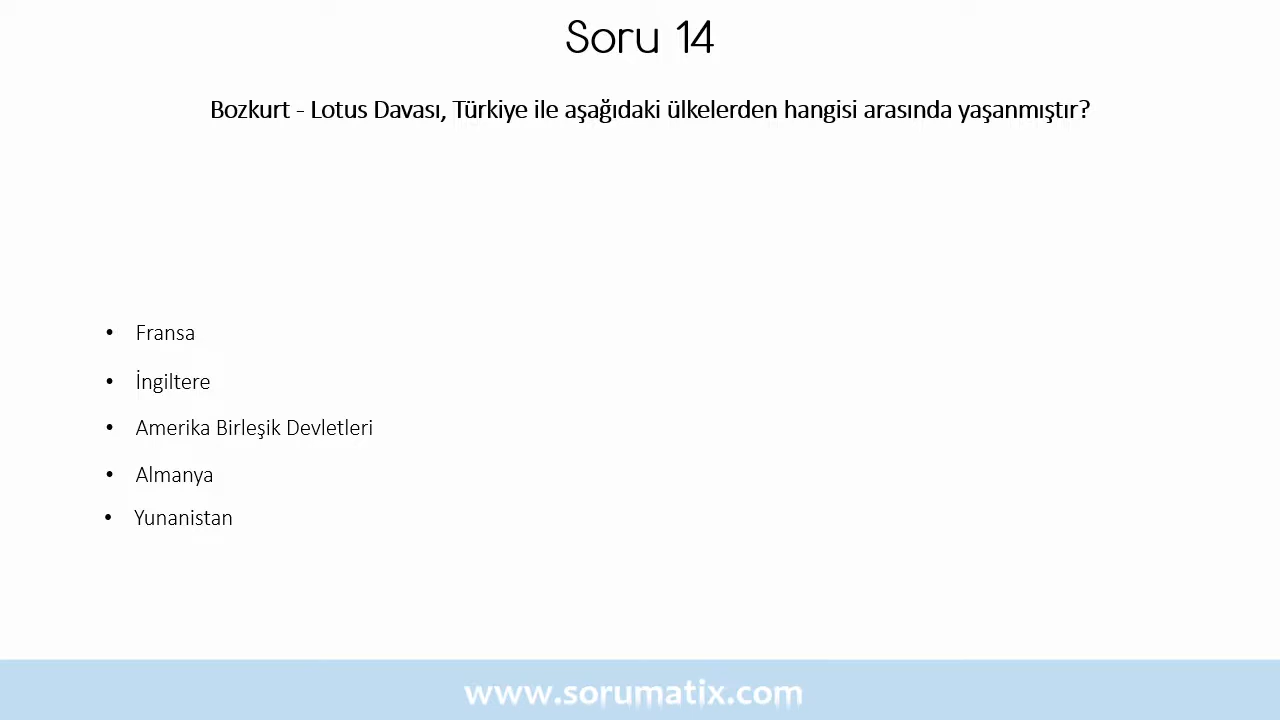 Soru 14
Bozkurt - Lotus Davası, Türkiye ile aşağıdaki ülkelerden hangisi arasında yaşanmıştır?
• Fransa
• İngiltere
• Amerika Birleşik Devletleri
• Almanya
• Yunanistan
www.sorumatix.com